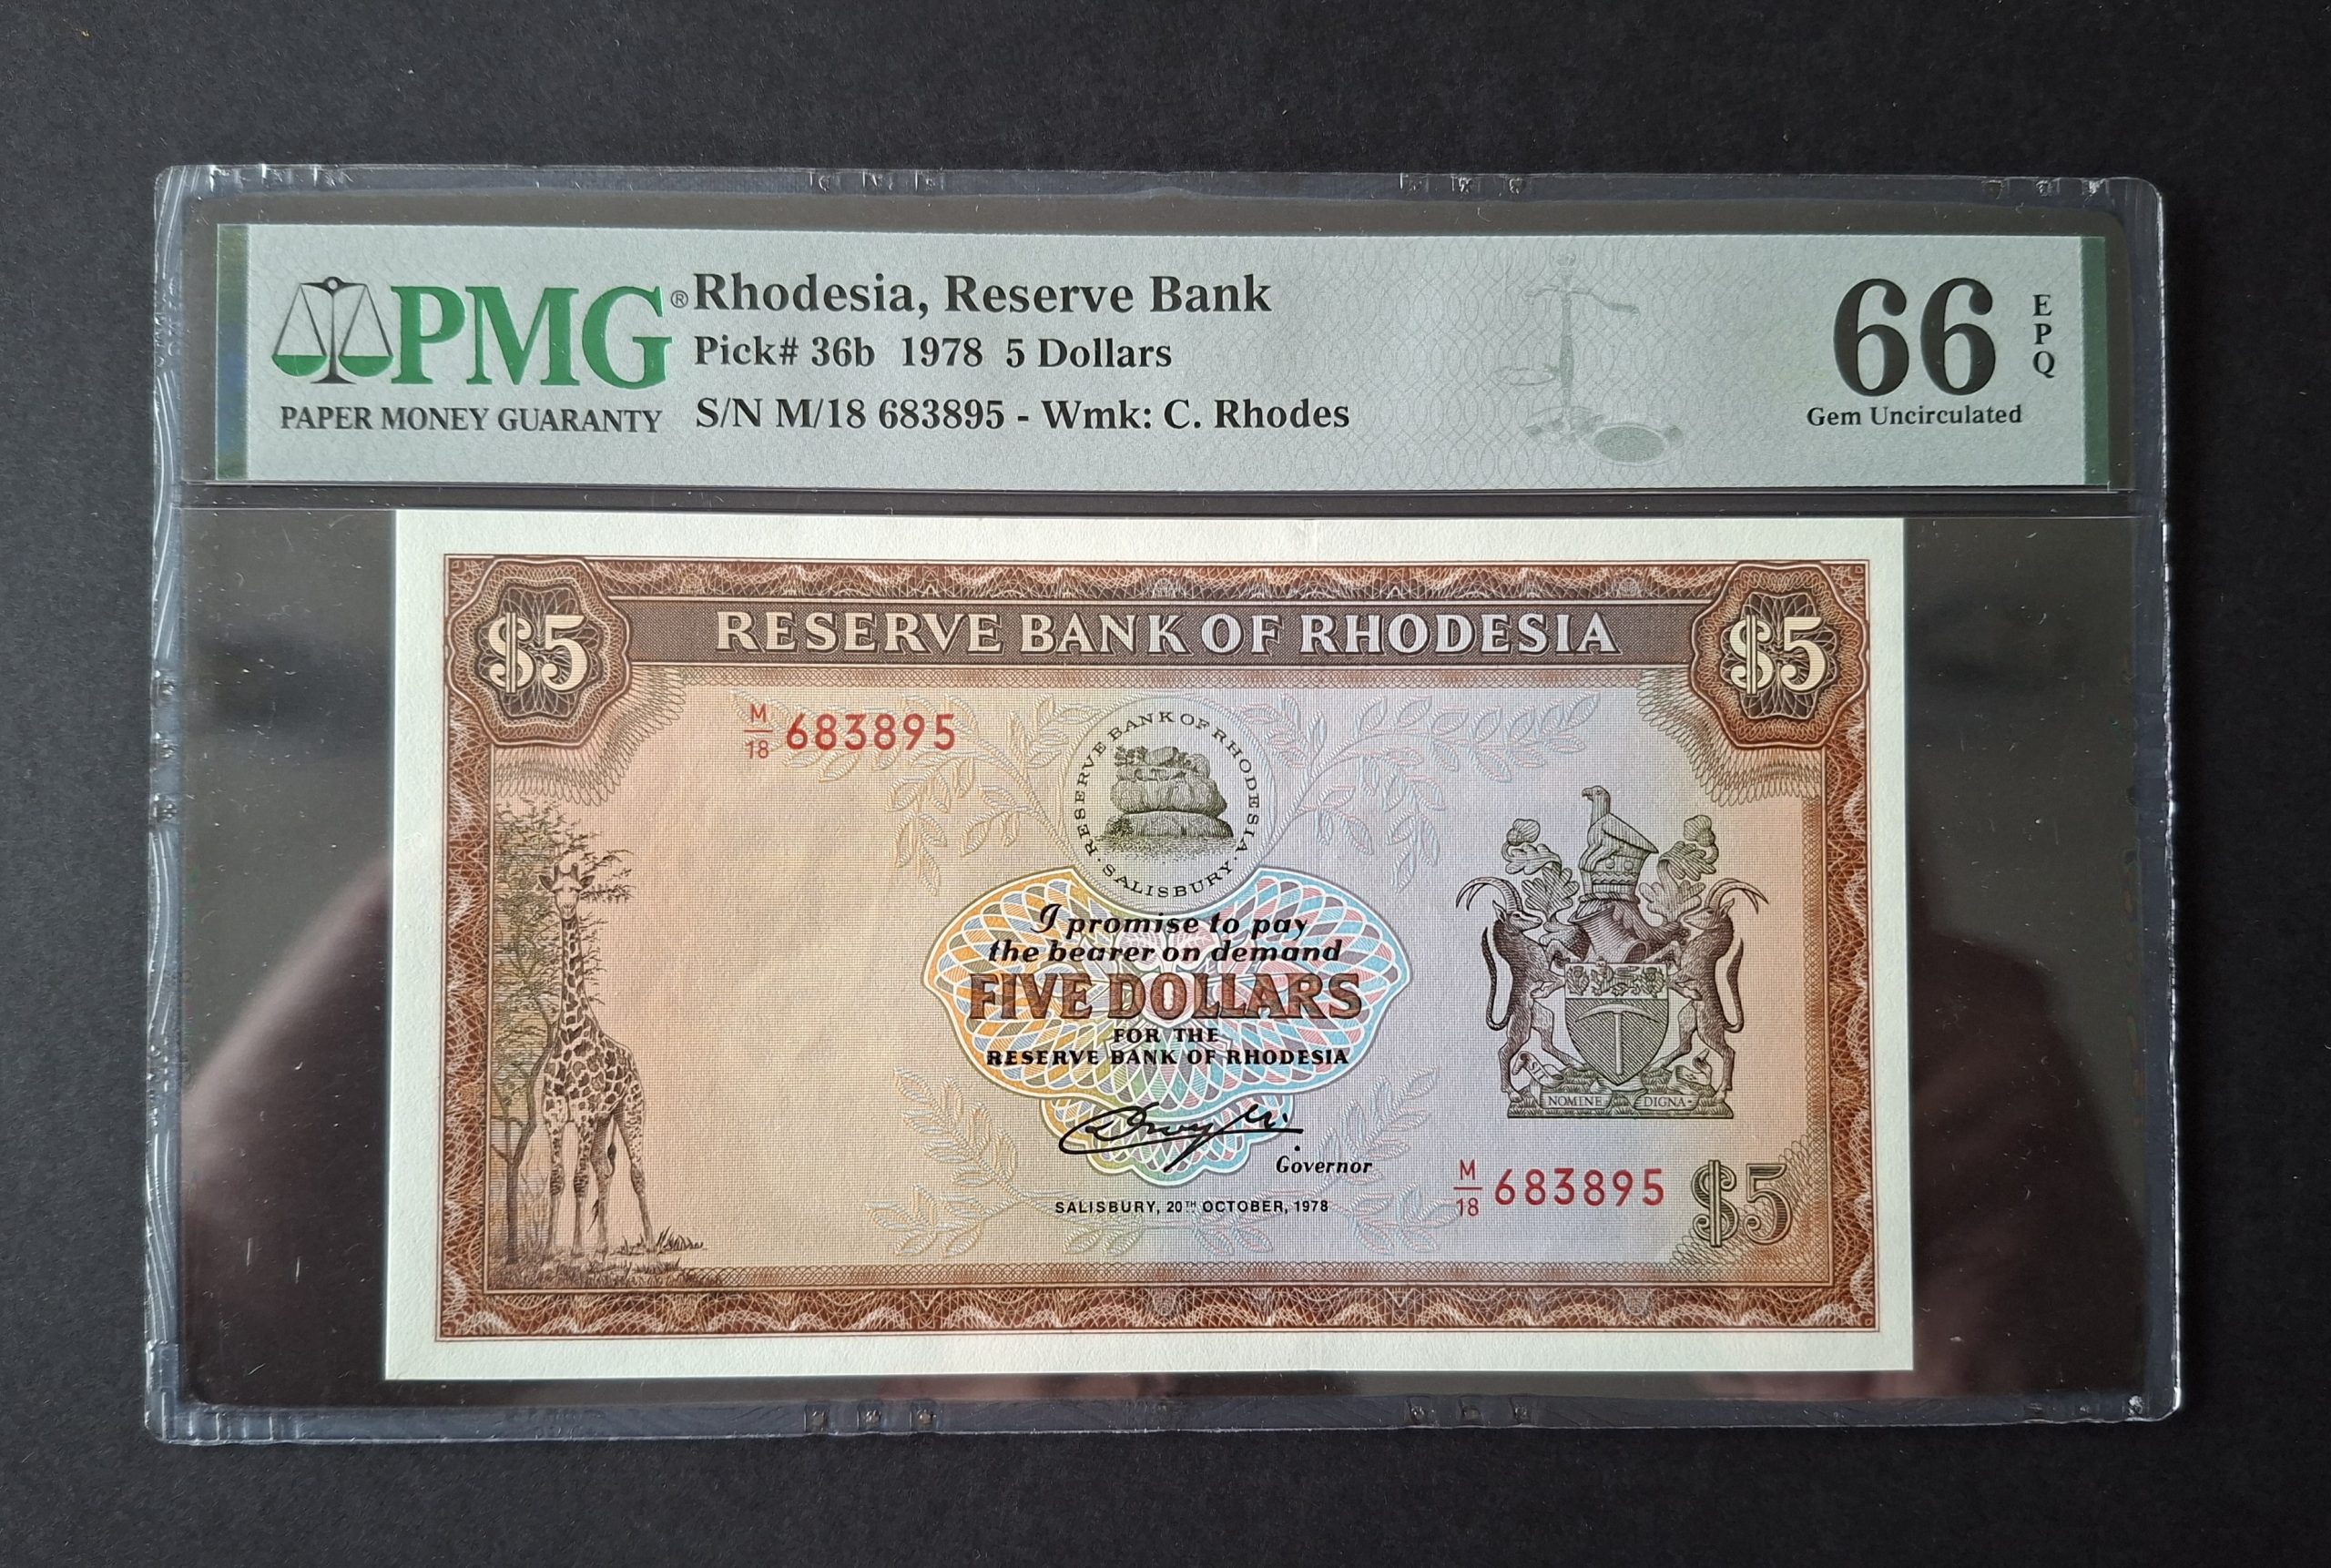 PMG®
PAPER MONEY GUARANTY
Rhodesia, Reserve Bank
Pick# 36b 1978 5 Dollars
S/N M/18 683895 - Wmk: C. Rhodes
66
EPQ
Gem Uncirculated
$5
RESERVE BANK OF RHODESIA
$5
M/18 683895
RESERVE BANK OF RHODESIA
· SALISBURY ·
I promise to pay
the bearer on demand
FIVE DOLLARS
FOR THE
RESERVE BANK OF RHODESIA
Governor
SALISBURY, 20TH OCTOBER, 1978
SIT
NOMINE DIGNA
M/18 683895
$5